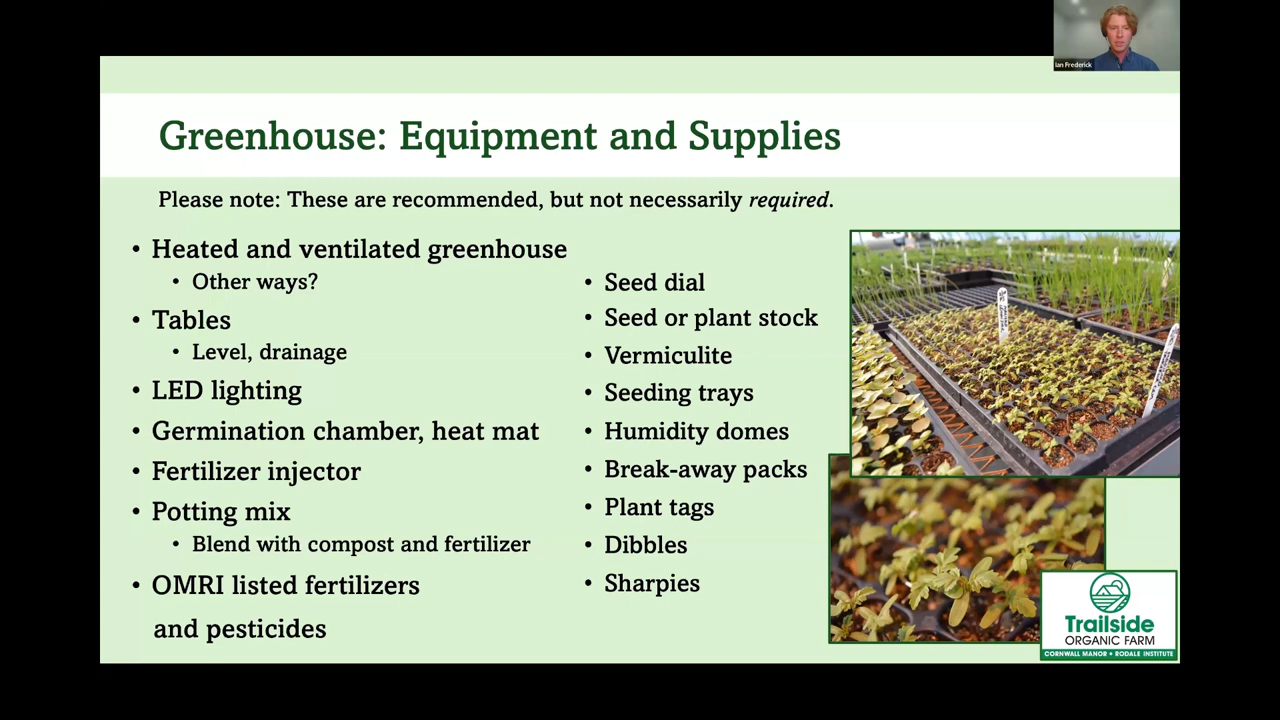 Ian Frederick
Greenhouse: Equipment and Supplies
Please note: These are recommended, but not necessarily required.
• Heated and ventilated greenhouse
• Other ways?
• Tables
• Level, drainage
• LED lighting
• Germination chamber, heat mat
• Fertilizer injector
• Potting mix
• Blend with compost and fertilizer
• OMRI listed fertilizers
and pesticides
• Seed dial
• Seed or plant stock
• Vermiculite
• Seeding trays
• Humidity domes
• Break-away packs
• Plant tags
• Dibbles
• Sharpies
Trailside
ORGANIC FARM
CORNWALL MANOR • RODALE INSTITUTE